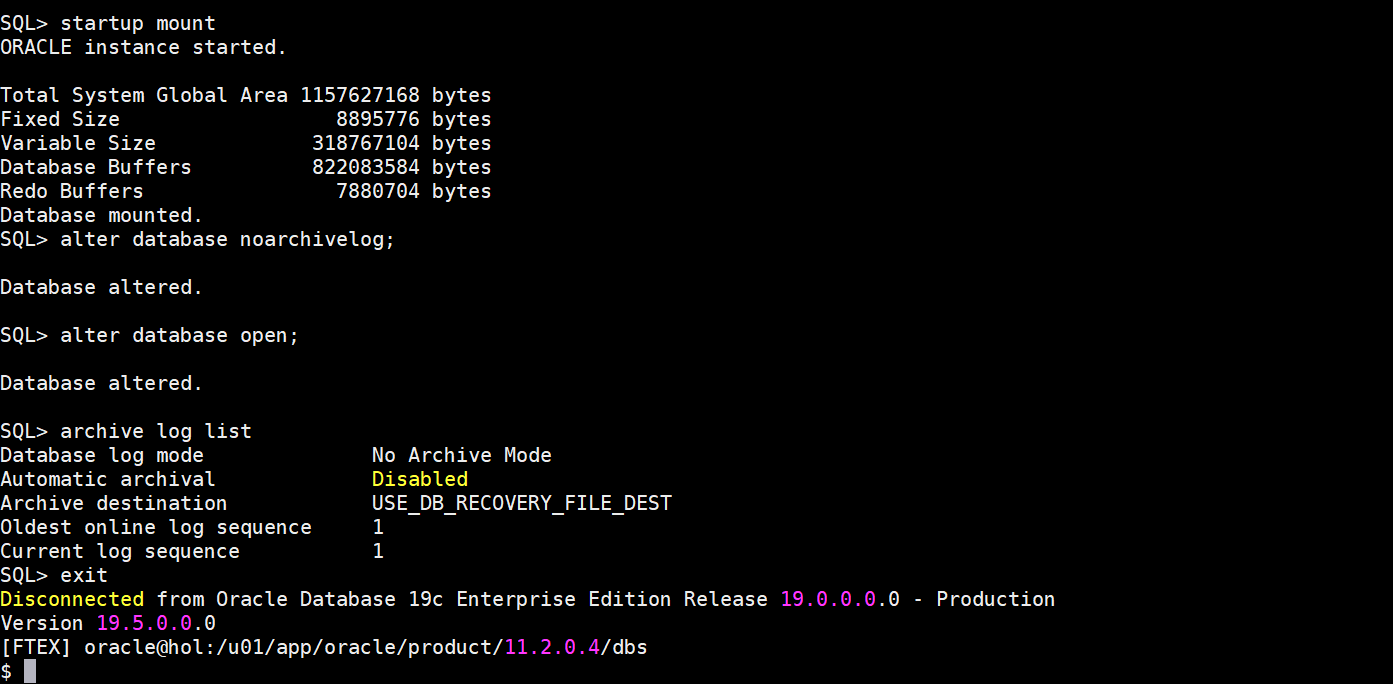 SQL> startup mount
ORACLE instance started.
Total System Global Area 1157627168 bytes
Fixed Size                  8895776 bytes
Variable Size             318767104 bytes
Database Buffers          822083584 bytes
Redo Buffers                7880704 bytes
Database mounted.
SQL> alter database noarchivelog;
Database altered.
SQL> alter database open;
Database altered.
SQL> archive log list
Database log mode              No Archive Mode
Automatic archival             Disabled
Archive destination            USE_DB_RECOVERY_FILE_DEST
Oldest online log sequence     1
Current log sequence           1
SQL> exit
Disconnected from Oracle Database 19c Enterprise Edition Release 19.0.0.0.0 - Production
Version 19.5.0.0.0
[FTEX] oracle@hol:/u01/app/oracle/product/11.2.0.4/dbs
$